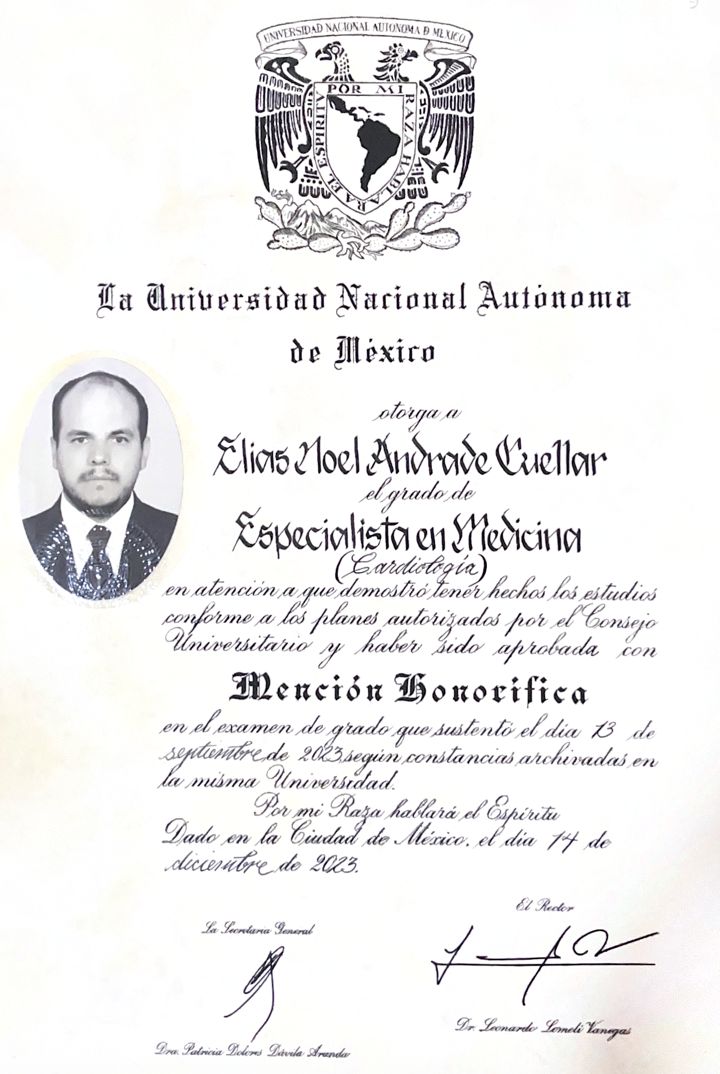 UNIVERSIDAD NACIONAL AUTONOMA D MEXICO
POR MI RAZA HABLARA EL ESPIRITU
La Universidad Nacional Autónoma
de México
otorga a
Elias Noel Andrade Cuellar
el grado de
Especialista en Medicina
(Cardiología)
en atención a que demostró tener hechos los estudios
conforme a los planes autorizados por el Consejo
Universitario y haber sido aprobada con
Mención Honorífica
en el examen de grado que sustentó el día 13 de
septiembre de 2023, según constancias archivadas en
la misma Universidad.
Por mi Raza hablará el Espíritu
Dado en la Ciudad de México, el día 14 de
diciembre de 2023.
El Rector
La Secretaria General
Dr. Leonardo Lomelí Vanegas
Dra. Patricia Dolores Dávila Aranda